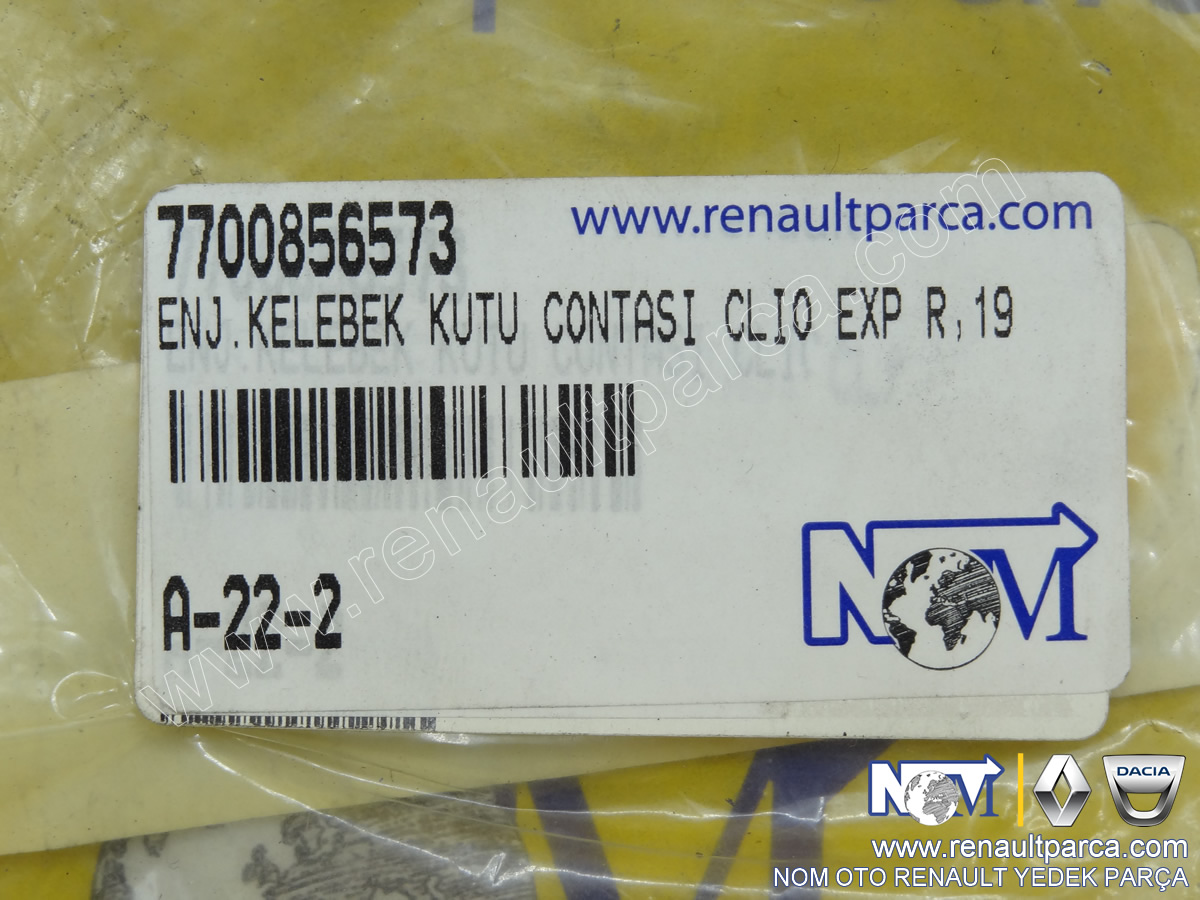 7700856573
www.renaultparca.com
ENJ.KELEBEK KUTU CONTASI CLIO EXP R,19
A-22-2
NOM
www.renaultparca.com
NOM
DACIA
www.renaultparca.com
NOM OTO RENAULT YEDEK PARÇA